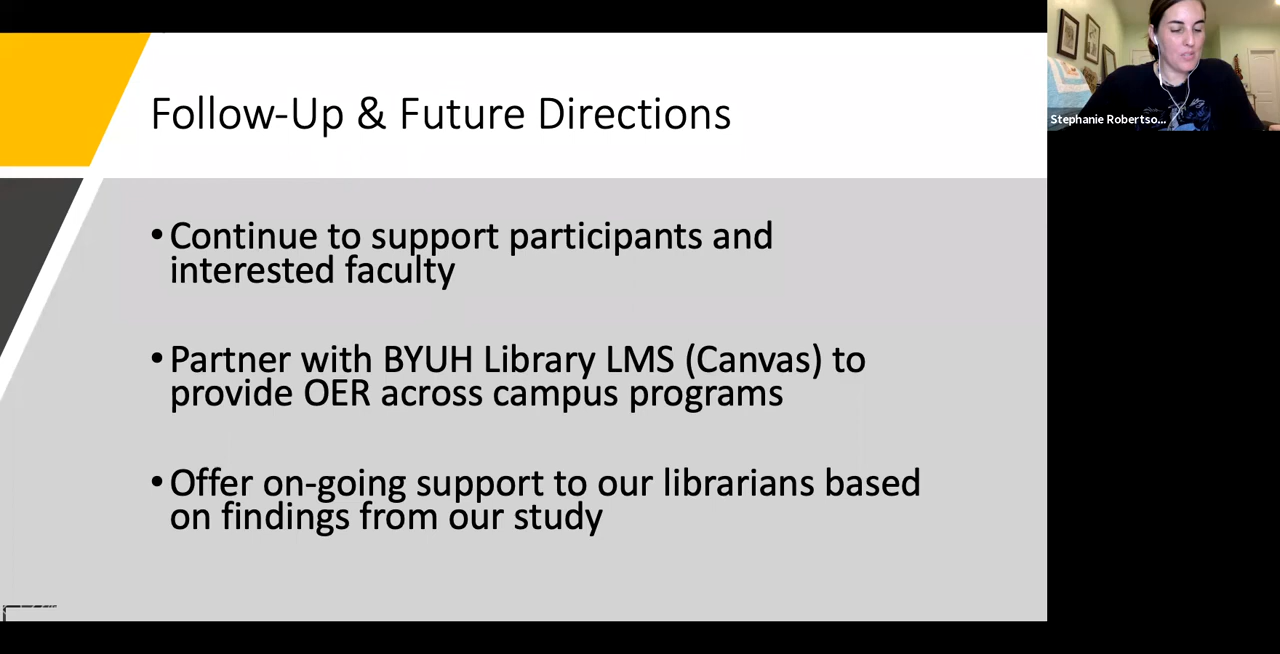 Follow-Up & Future Directions
Stephanie Robertso...
• Continue to support participants and
interested faculty
• Partner with BYUH Library LMS (Canvas) to
provide OER across campus programs
• Offer on-going support to our librarians based
on findings from our study